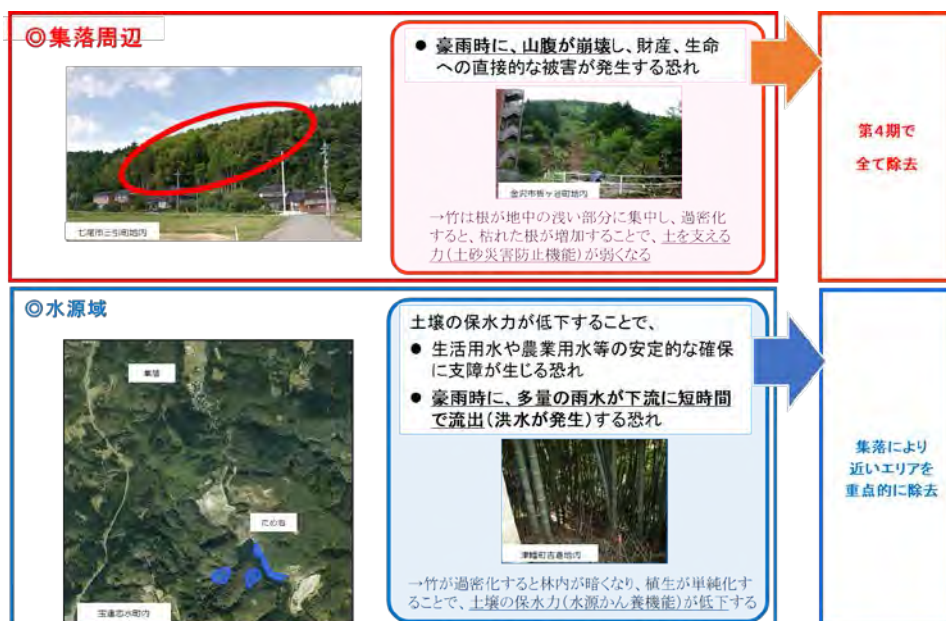 ◎集落周辺
七尾市三引町地内
● 豪雨時に、山腹が崩壊し、財産、生命
への直接的な被害が発生する恐れ
金沢市板ヶ谷町地内
→竹は根が地中の浅い部分に集中し、過密化
すると、枯れた根が増加することで、土を支える
力(土砂災害防止機能)が弱くなる
第4期で
全て除去
◎水源域
集落
ため池
宝達志水町内
土壌の保水力が低下することで、
● 生活用水や農業用水等の安定的な確保
に支障が生じる恐れ
● 豪雨時に、多量の雨水が下流に短時間
で流出(洪水が発生)する恐れ
津幡町吉倉地内
→竹が過密化すると林内が暗くなり、植生が単純化す
ることで、土壌の保水力(水源かん養機能)が低下する
集落により
近いエリアを
重点的に除去